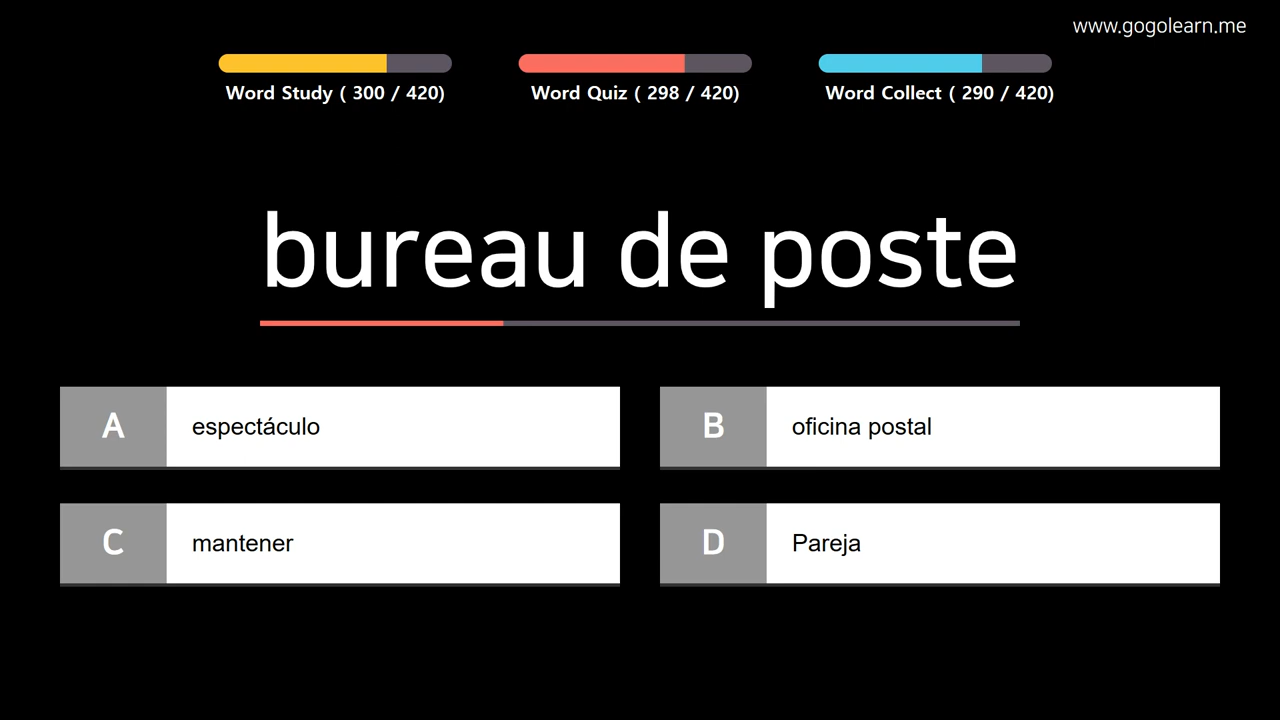 www.gogolearn.me
Word Study ( 300 / 420)
Word Quiz ( 298 / 420)
Word Collect ( 290 / 420)
bureau de poste
A espectáculo
B oficina postal
C mantener
D Pareja